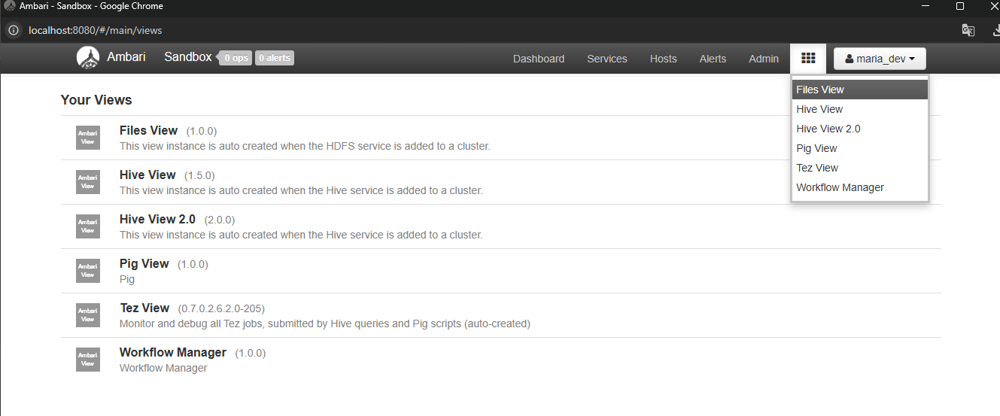 Ambari - Sandbox - Google Chrome
localhost:8080/#/main/views
Ambari Sandbox 0 ops 0 alerts Dashboard Services Hosts Alerts Admin maria_dev
Files View
Hive View
Hive View 2.0
Pig View
Tez View
Workflow Manager
Your Views
Ambari View
Files View (1.0.0)
This view instance is auto created when the HDFS service is added to a cluster.
Ambari View
Hive View (1.5.0)
This view instance is auto created when the Hive service is added to a cluster.
Ambari View
Hive View 2.0 (2.0.0)
This view instance is auto created when the Hive service is added to a cluster.
Ambari View
Pig View (1.0.0)
Pig
Ambari View
Tez View (0.7.0.2.6.2.0-205)
Monitor and debug all Tez jobs, submitted by Hive queries and Pig scripts (auto-created)
Ambari View
Workflow Manager (1.0.0)
Workflow Manager